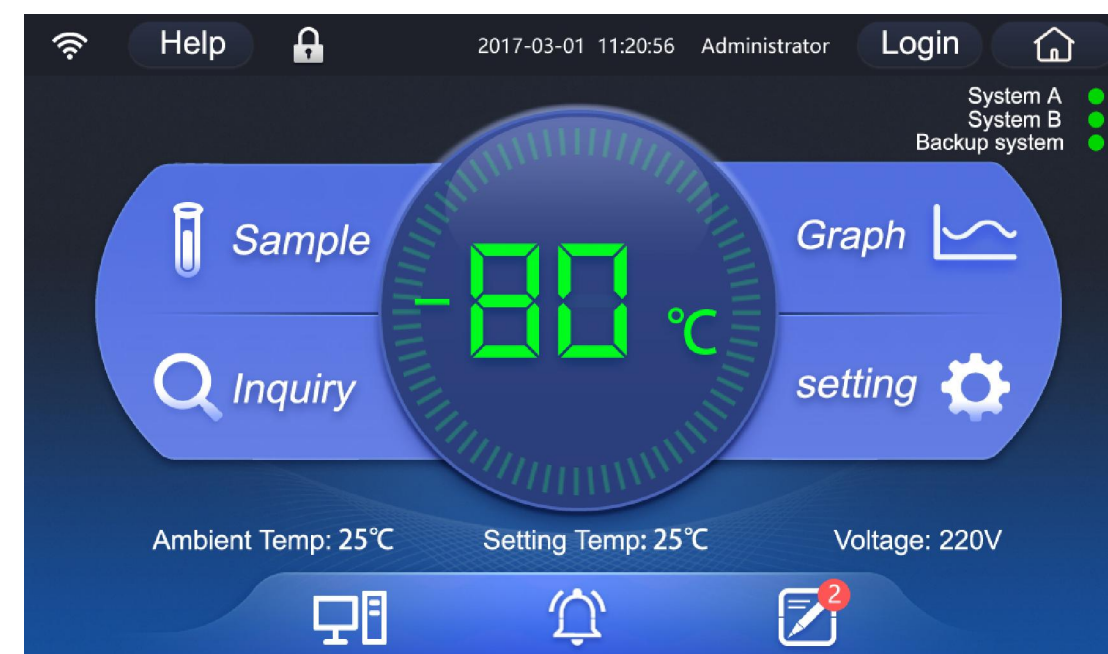 Help 2017-03-01 11:20:56 Administrator Login
System A
System B
Backup system
Sample
Graph
-80 ℃
Inquiry
setting
Ambient Temp: 25℃ Setting Temp: 25℃ Voltage: 220V
2